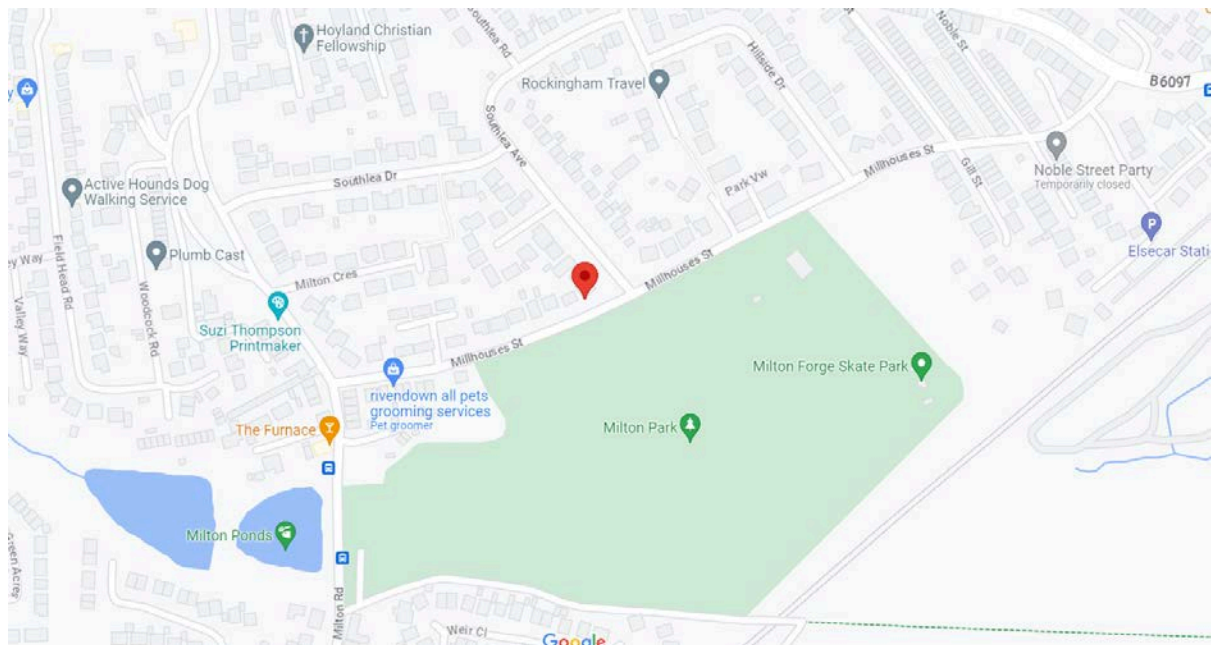 Hoyland Christian
Fellowship
Southlea Rd
Noble St
Hillside Dr
B6097
Rockingham Travel
Southlea Ave
Active Hounds Dog
Walking Service
Southlea Dr
Park Vw
Millhouses St
Gill St
Noble Street Party
Temporarily closed
Field Head Rd
Plumb Cast
Woodcock Rd
Valley Way
Milton Cres
Millhouses St
Elsecar Stati
Suzi Thompson
Printmaker
Millhouses St
rivendown all pets
grooming services
Pet groomer
Milton Forge Skate Park
The Furnace
Milton Park
Milton Ponds
Green Acres
Milton Rd
Weir Cl
Google